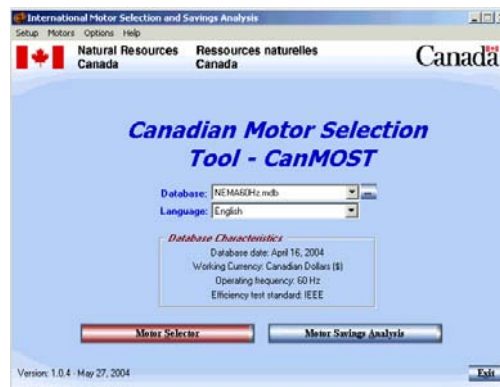 International Motor Selection and Savings Analysis
Setup Motors Options Help
Natural Resources Canada
Ressources naturelles Canada
Canada
Canadian Motor Selection
Tool - CanMOST
Database: NEMA60Hz.mdb
Language: English
Database Characteristics
Database date: April 16, 2004
Working Currency: Canadian Dollars ($)
Operating frequency: 60 Hz
Efficiency test standard: IEEE
Motor Selector
Motor Savings Analysis
Version: 1.0.4 - May 27, 2004
Exit